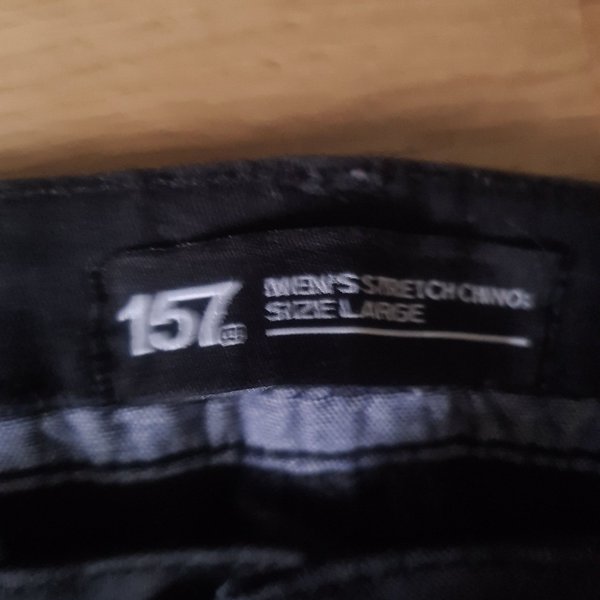 157
MEN'S STRETCH CHINOS
SIZE LARGE